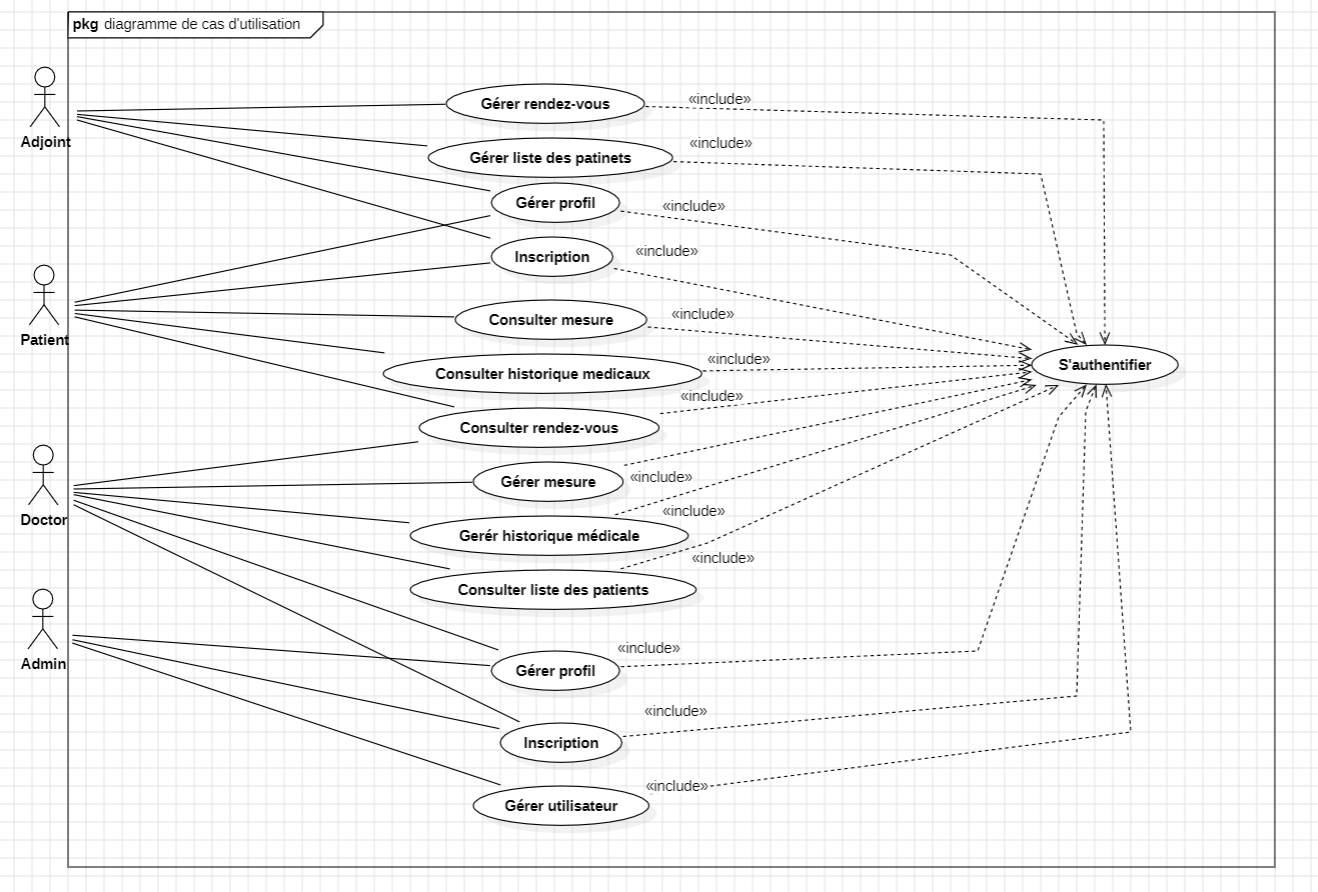 pkg diagramme de cas d'utilisation
Adjoint
Gérer rendez-vous
«include»
Gérer liste des patinets
«include»
Gérer profil
«include»
Inscription
«include»
Patient
Consulter mesure
«include»
Consulter historique medicaux
«include»
S'authentifier
Consulter rendez-vous
«include»
Doctor
Gérer mesure
«include»
Gerér historique médicale
«include»
Consulter liste des patients
«include»
Admin
Gérer profil
«include»
Inscription
«include»
Gérer utilisateur
«include»